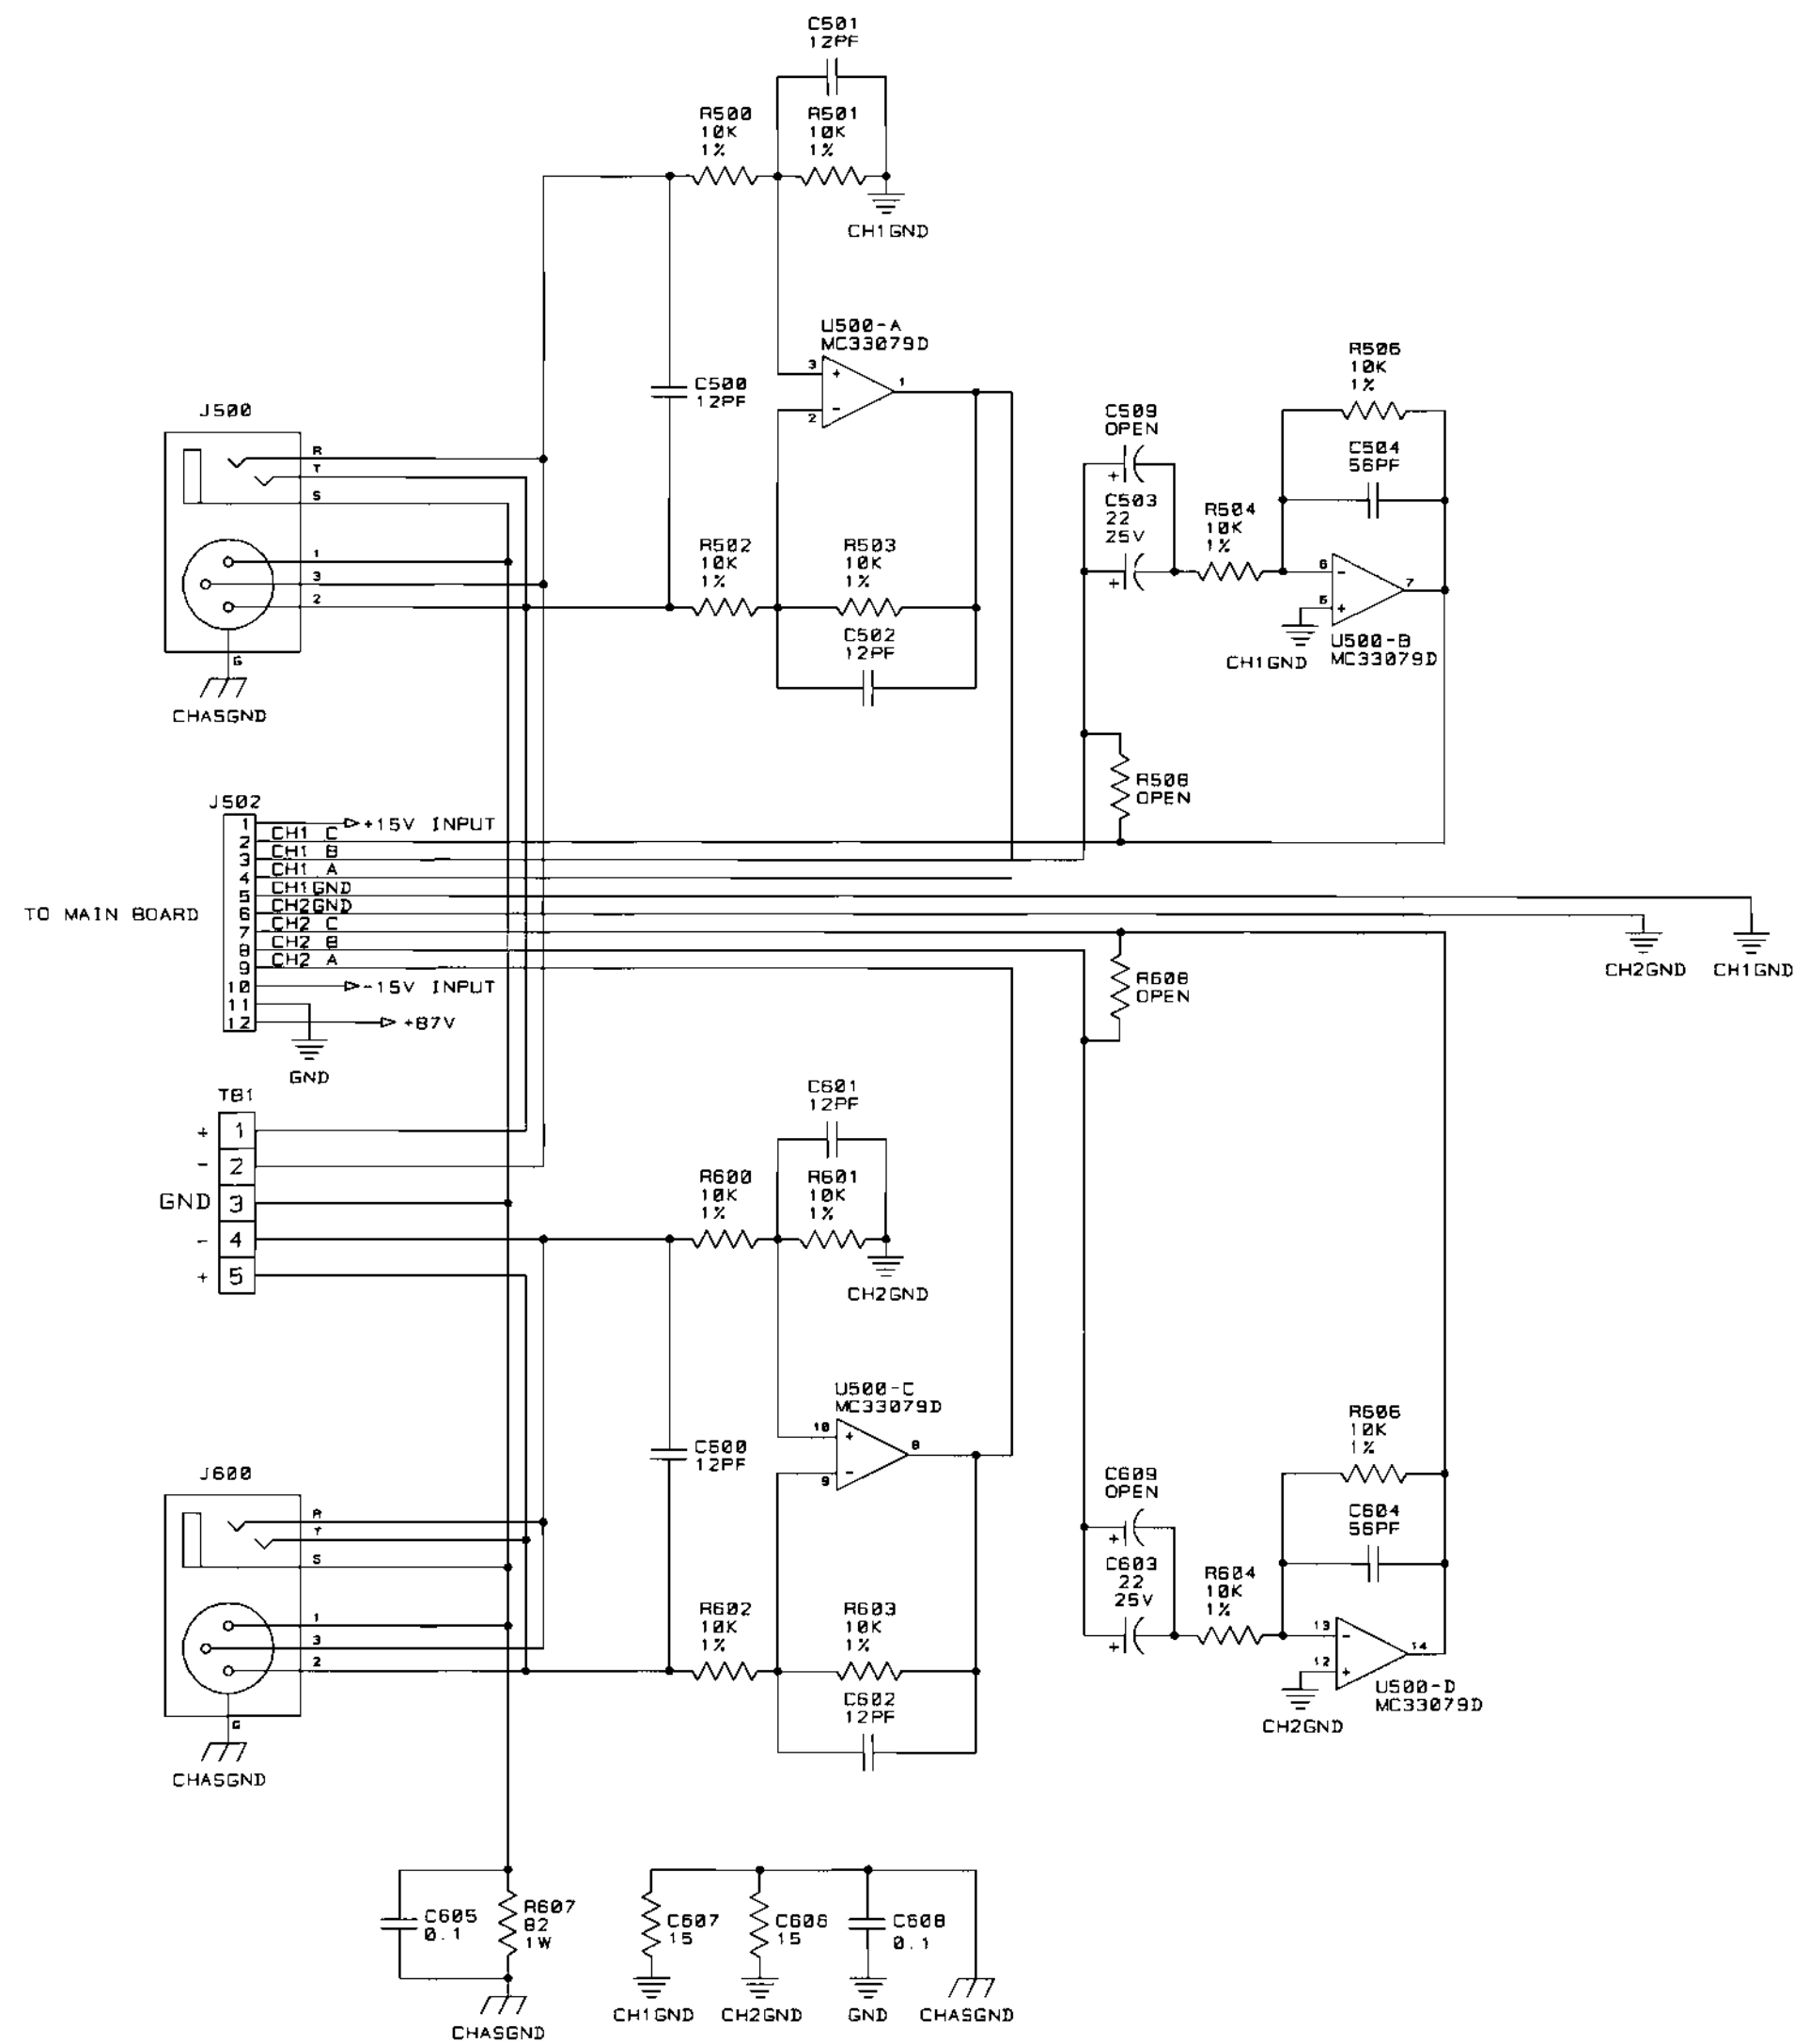 C501
12PF
R500
10K
1%
R501
10K
1%
CH1GND
U500-A
MC33079D
3
+
1
-
2
C500
12PF
R506
10K
1%
J500
C509
OPEN
+
C504
56PF
R
T
S
C503
22
25V
+
R504
10K
1%
R502
10K
1%
R503
10K
1%
1
3
2
6
-
7
5
+
C502
12PF
U500-B
MC33079D
CH1GND
G
CHASGND
R508
OPEN
J502
1
+15V INPUT
CH1 C
2
CH1 B
3
CH1 A
4
CH1GND
5
CH2GND
TO MAIN BOARD
6
CH2 C
7
CH2 B
8
CH2 A
9
10
-15V INPUT
11
12
+87V
GND
CH2GND
CH1GND
R608
OPEN
TB1
+
1
-
2
GND
3
-
4
+
5
C601
12PF
R600
10K
1%
R601
10K
1%
CH2GND
U500-C
MC33079D
10
+
8
-
9
C600
12PF
R606
10K
1%
J600
C609
OPEN
+
C604
56PF
R
T
S
C603
22
25V
+
R604
10K
1%
R602
10K
1%
R603
10K
1%
1
3
2
13
-
14
12
+
C602
12PF
U500-D
MC33079D
CH2GND
G
CHASGND
C605
0.1
R607
82
1W
C607
15
C606
15
C608
0.1
CH1GND
CH2GND
GND
CHASGND
CHASGND